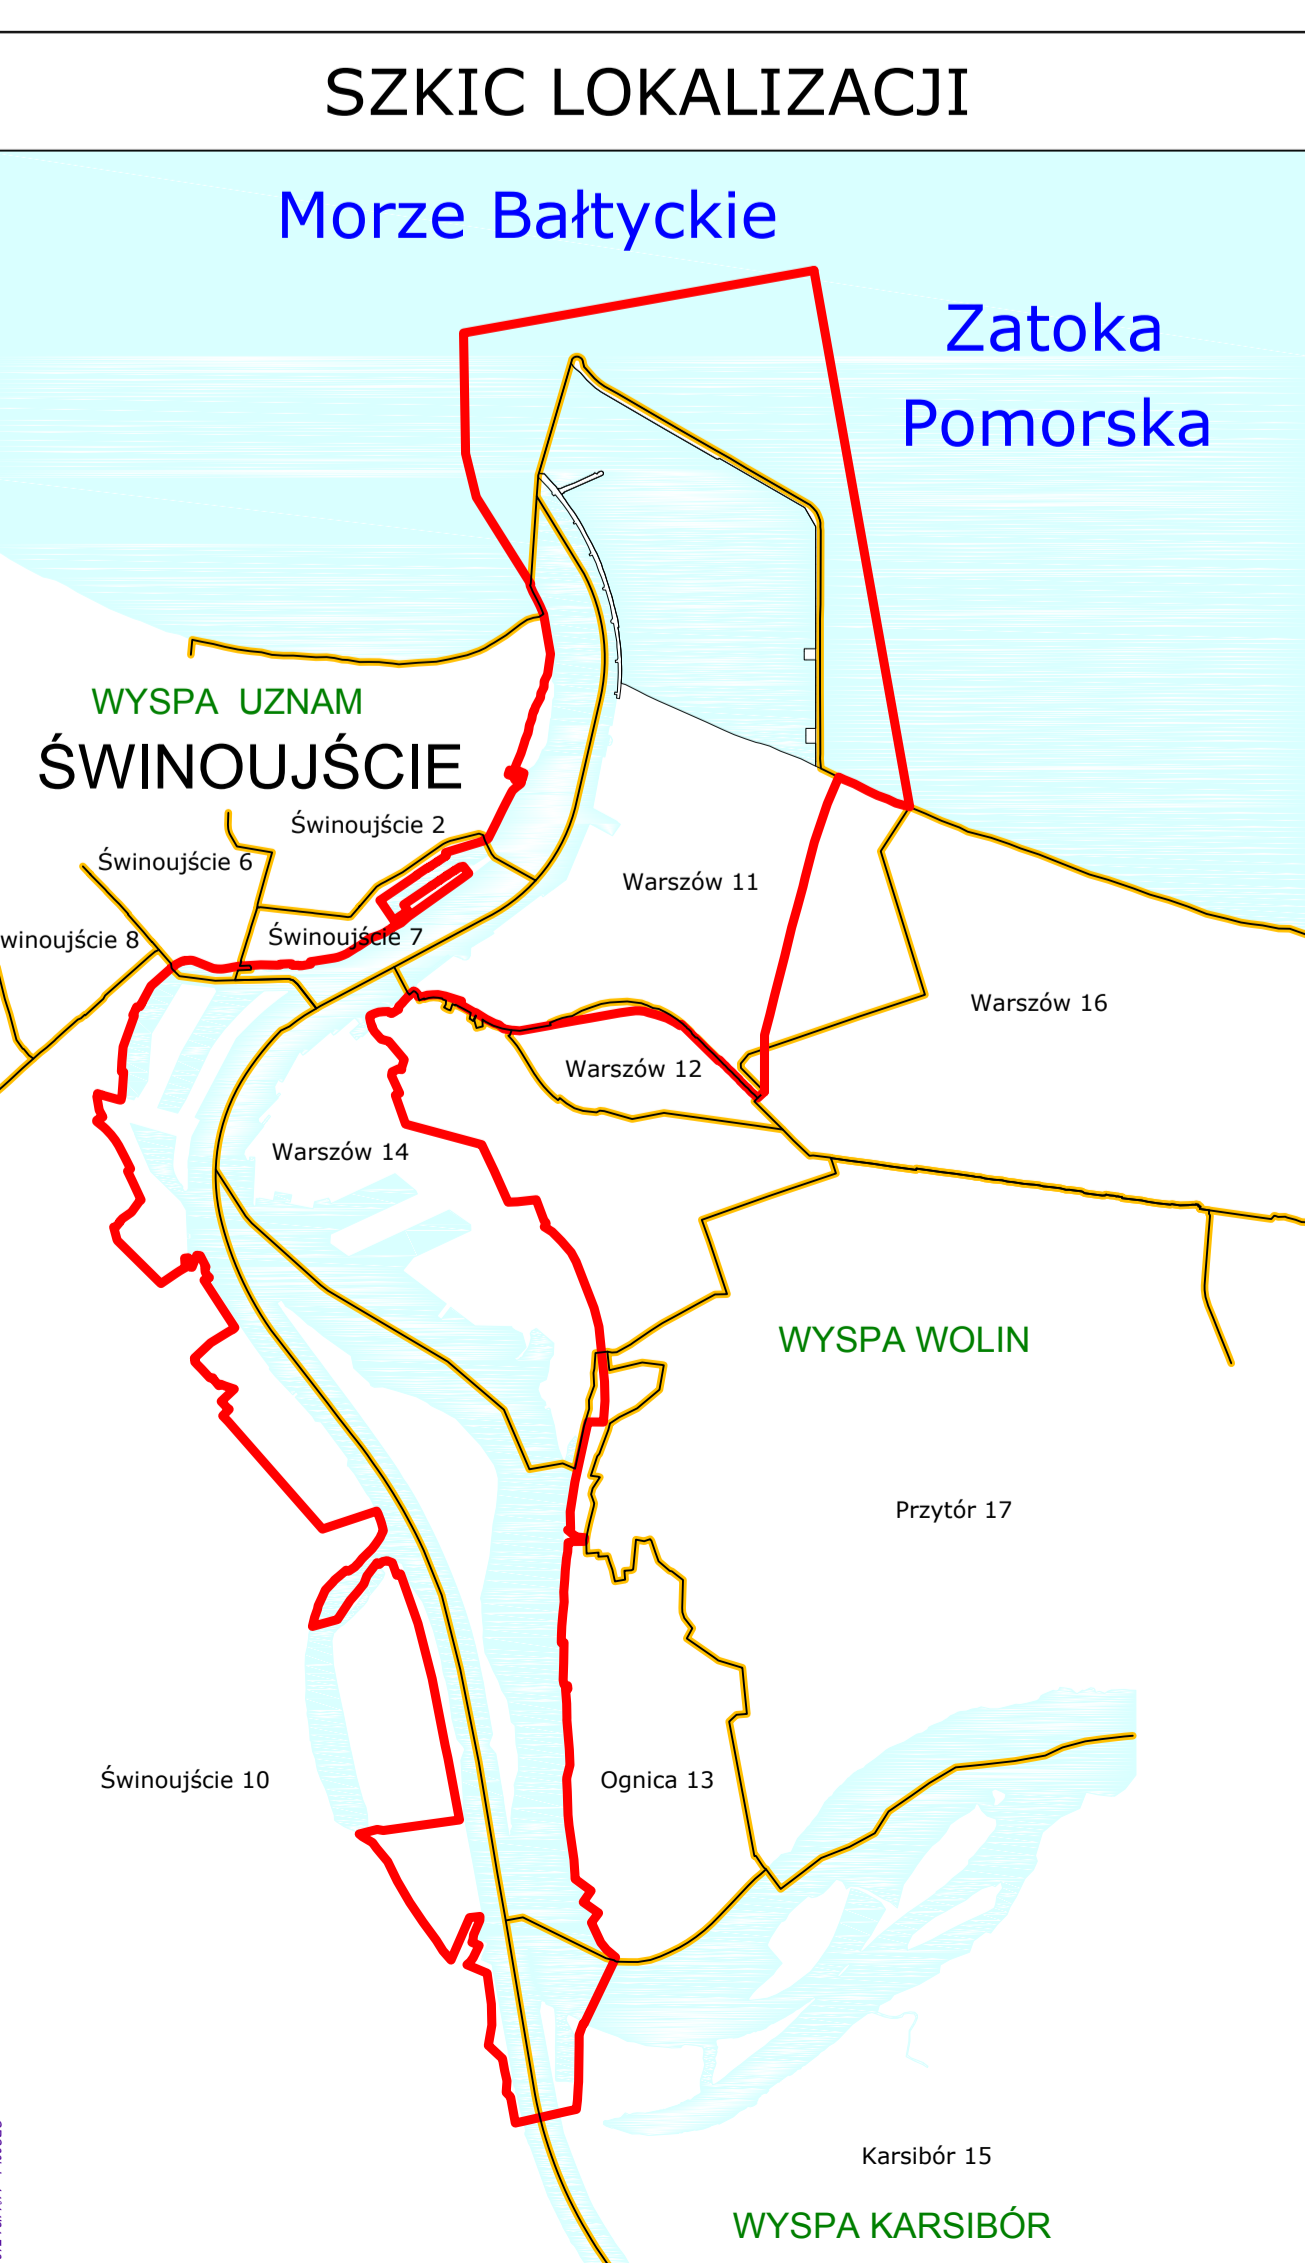 SZKIC LOKALIZACJI
Morze Bałtyckie
Zatoka
Pomorska
WYSPA UZNAM
ŚWINOUJŚCIE
Świnoujście 2
Świnoujście 6
Warszów 11
winoujście 8
Świnoujście 7
Warszów 16
Warszów 12
Warszów 14
WYSPA WOLIN
Przytór 17
Świnoujście 10
Ognica 13
Karsibór 15
WYSPA KARSIBÓR